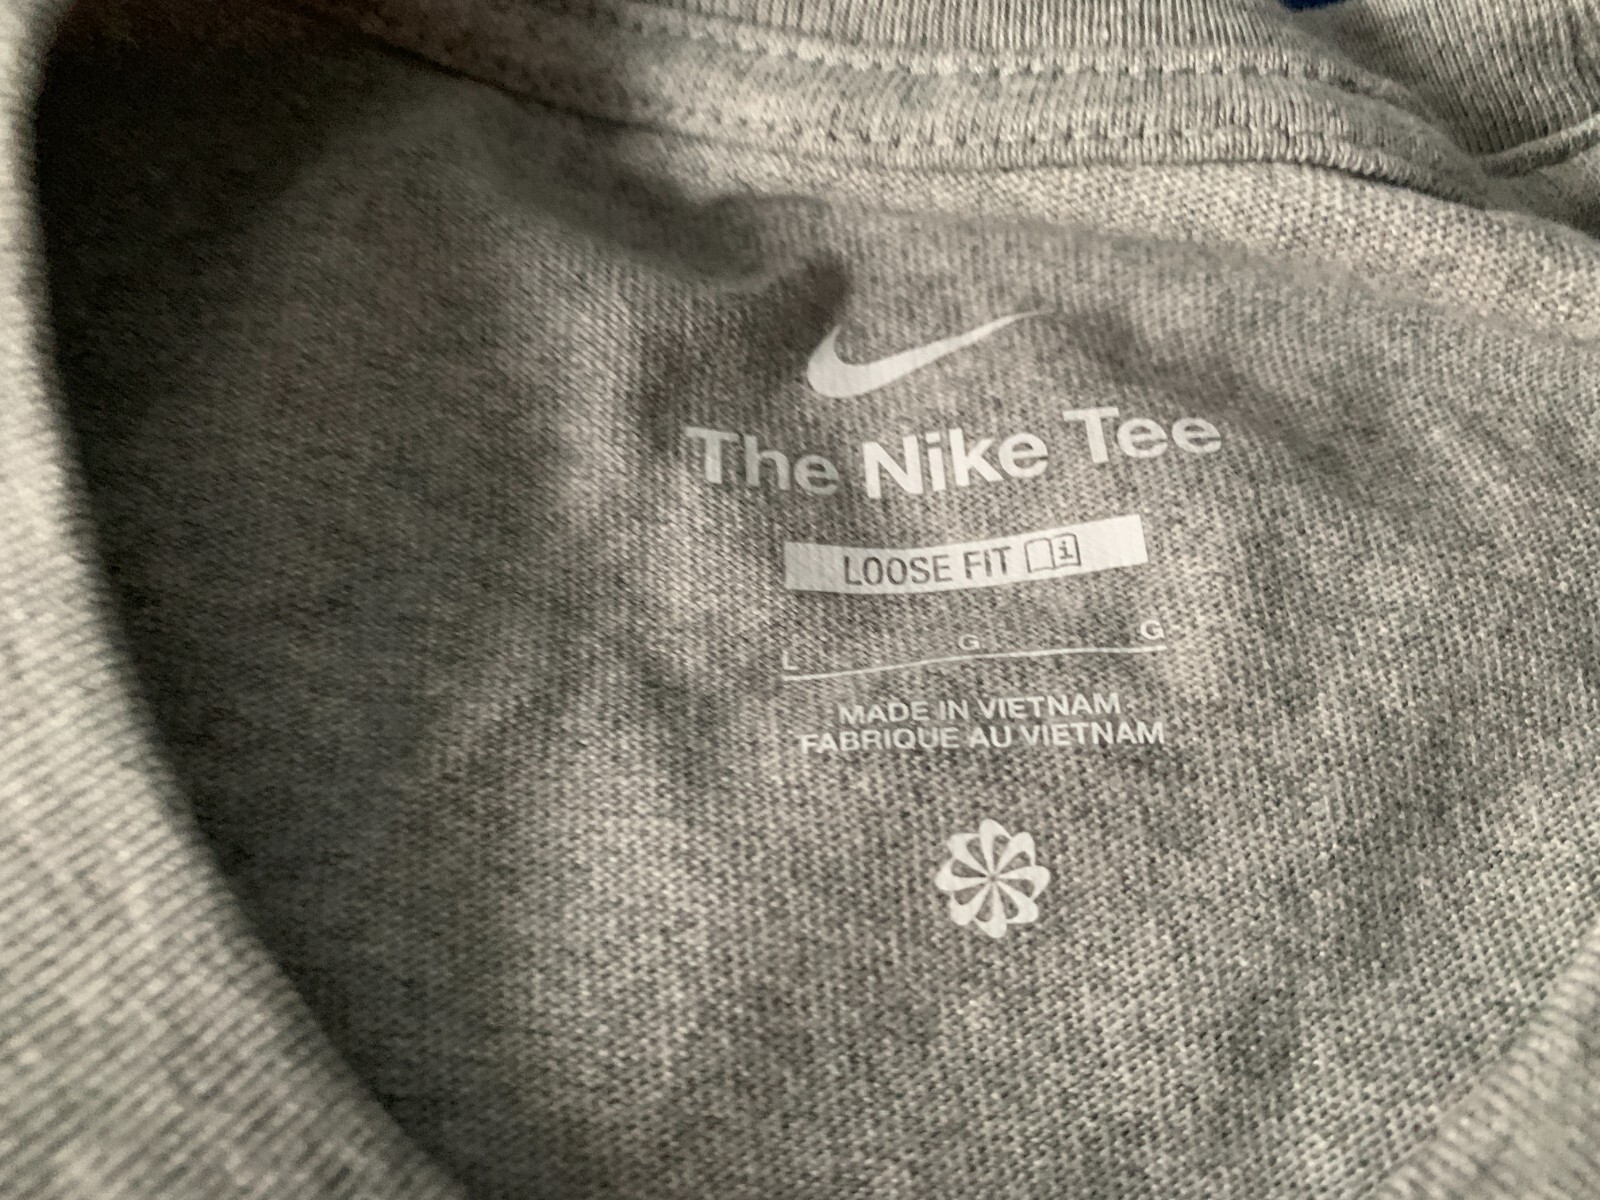 The Nike Tee
LOOSE FIT
L G G
MADE IN VIETNAM
FABRIQUE AU VIETNAM